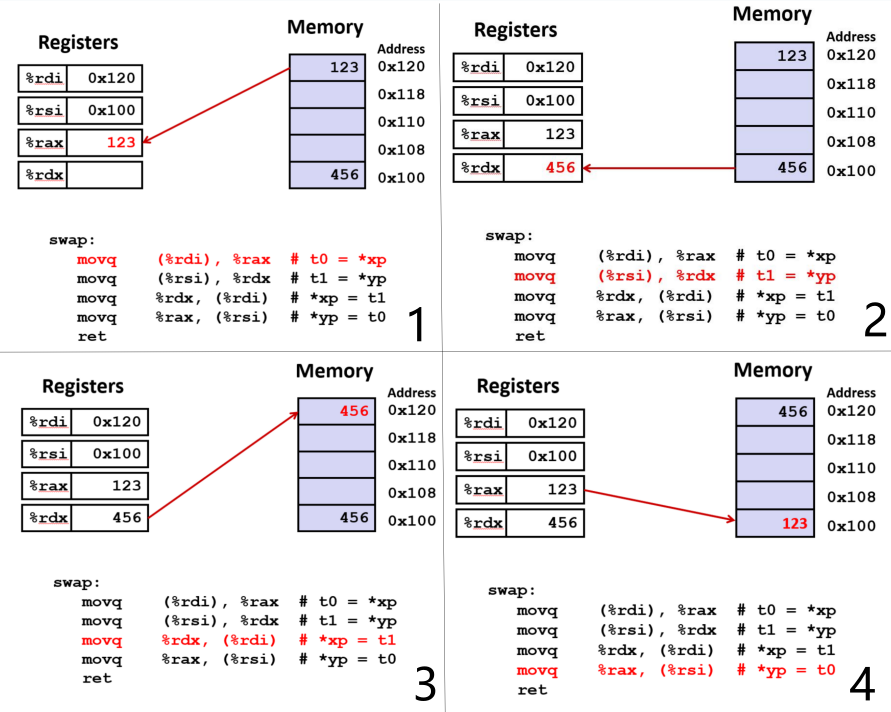 Registers
Memory
Address
%rdi 0x120
%rsi 0x100
%rax 123
%rdx
123 0x120
0x118
0x110
0x108
456 0x100
swap:
movq (%rdi), %rax # t0 = *xp
movq (%rsi), %rdx # t1 = *yp
movq %rdx, (%rdi) # *xp = t1
movq %rax, (%rsi) # *yp = t0
ret
1
Registers
Memory
Address
%rdi 0x120
%rsi 0x100
%rax 123
%rdx 456
123 0x120
0x118
0x110
0x108
456 0x100
swap:
movq (%rdi), %rax # t0 = *xp
movq (%rsi), %rdx # t1 = *yp
movq %rdx, (%rdi) # *xp = t1
movq %rax, (%rsi) # *yp = t0
ret
2
Registers
Memory
Address
%rdi 0x120
%rsi 0x100
%rax 123
%rdx 456
456 0x120
0x118
0x110
0x108
456 0x100
swap:
movq (%rdi), %rax # t0 = *xp
movq (%rsi), %rdx # t1 = *yp
movq %rdx, (%rdi) # *xp = t1
movq %rax, (%rsi) # *yp = t0
ret
3
Registers
Memory
Address
%rdi 0x120
%rsi 0x100
%rax 123
%rdx 456
456 0x120
0x118
0x110
0x108
123 0x100
swap:
movq (%rdi), %rax # t0 = *xp
movq (%rsi), %rdx # t1 = *yp
movq %rdx, (%rdi) # *xp = t1
movq %rax, (%rsi) # *yp = t0
ret
4